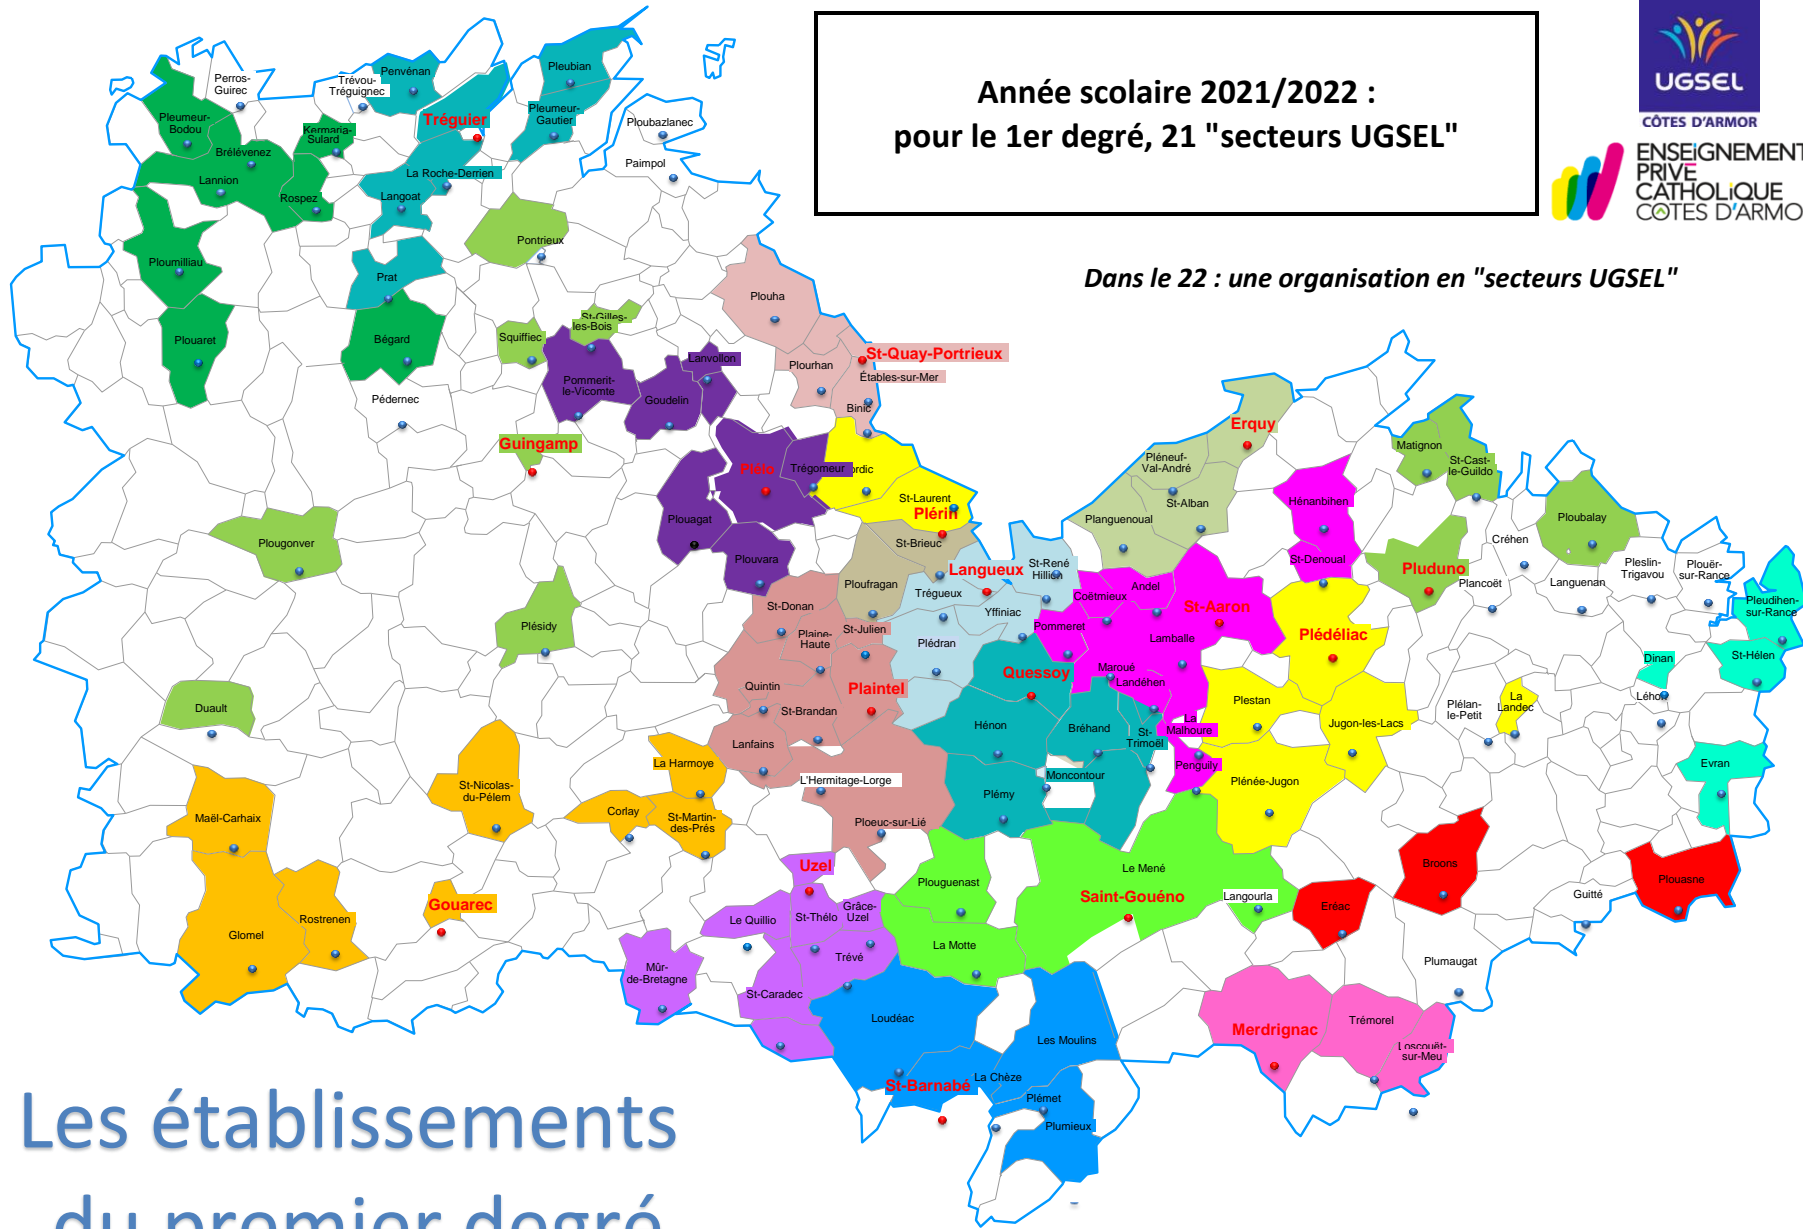 Année scolaire 2021/2022 :
pour le 1er degré, 21 "secteurs UGSEL"
UGSEL
CÔTES D'ARMOR
ENSEiGNEMENT
PRIVÉ
CATHOLiQUE
CÔTES D'ARMO
Dans le 22 : une organisation en "secteurs UGSEL"
Perros-
Guirec
Trévou-
Tréguignec
Penvénan
Pleubian
Pleumeur-
Bodou
Kermaria-
Sulard
Tréguier
Pleumeur-
Gautier
Ploubazlanec
Brélévenez
Paimpol
Lannion
La Roche-Derrien
Rospez
Langoat
Pontrieux
Ploumilliau
Prat
Plouha
Plouaret
Bégard
Squiffiec
St-Gilles-
les-Bois
Lanvollon
St-Quay-Portrieux
Plourhan
Étables-sur-Mer
Pommerit-
le-Vicomte
Goudelin
Binic
Pédernec
Guingamp
Erquy
Matignon
St-Cast-
le-Guildo
Pléneuf-
Val-André
Plélo
Trégomeur
ordic
St-Laurent
Plérin
St-Alban
Hénanbihen
Plouagat
Planguenoual
Ploubalay
Plougonver
Plouvara
St-Brieuc
Créhen
Ploufragan
Langueux
St-René
Hillion
St-Denoual
Pluduno
Plancoët
Languenan
Pleslin-
Trigavou
Plouër-
sur-Rance
Trégueux
Coëtmieux
Andel
Pleudihen-
sur-Rance
St-Donan
Yffiniac
St-Aaron
Plésidy
Plaine-
Haute
St-Julien
Pommeret
Lamballe
Plédéliac
Plédran
Maroué
Dinan
St-Hélen
Quintin
Plaintel
Quessoy
Landéhen
Plestan
Léhon
Duault
St-Brandan
Hénon
Bréhand
St-
Trimoël
La
Malhoure
Jugon-les-Lacs
Plélan-
le-Petit
La
Landec
Lanfains
La Harmoye
L'Hermitage-Lorge
Moncontour
Penguily
Plénée-Jugon
Evran
St-Nicolas-
du-Pélem
Plémy
Maël-Carhaix
Corlay
St-Martin-
des-Prés
Ploeuc-sur-Lié
Uzel
Plouguenast
Le Mené
Broons
Plouasne
Gouarec
Saint-Gouéno
Langourla
Eréac
Guitté
Glomel
Rostrenen
Le Quillio
St-Thélo
Grâce-
Uzel
La Motte
Trévé
Plumaugat
Mûr-
de-Bretagne
St-Caradec
Loudéac
Les Moulins
Merdrignac
Trémorel
Loscouët-
sur-Meu
St-Barnabé
La Chèze
Plémet
Plumieux
Les établissements
du premier degré